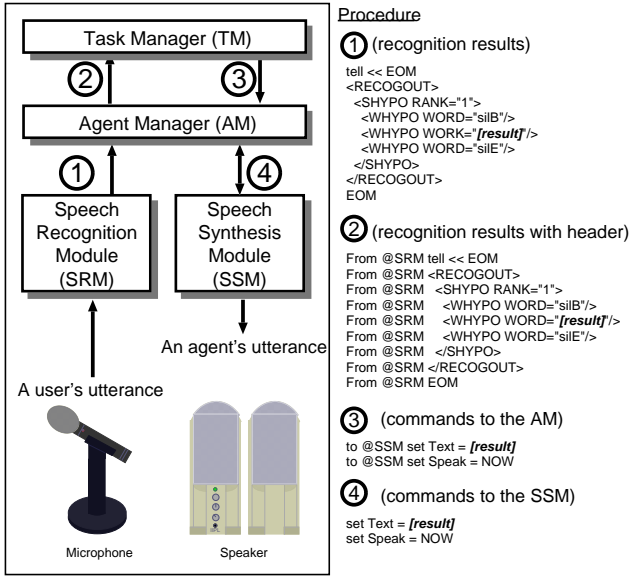 Task Manager (TM)
2
3
Agent Manager (AM)
1
4
Speech
Recognition
Module
(SRM)
Speech
Synthesis
Module
(SSM)
An agent's utterance
A user's utterance
Microphone
Speaker
Procedure
1 (recognition results)
tell << EOM
<RECOGOUT>
<SHYPO RANK="1">
<WHYPO WORD="silB"/>
<WHYPO WORK="[result]"/>
<WHYPO WORD="silE"/>
</SHYPO>
</RECOGOUT>
EOM
2 (recognition results with header)
From @SRM tell << EOM
From @SRM <RECOGOUT>
From @SRM <SHYPO RANK="1">
From @SRM <WHYPO WORD="silB"/>
From @SRM <WHYPO WORD="[result]"/>
From @SRM <WHYPO WORD="silE"/>
From @SRM </SHYPO>
From @SRM </RECOGOUT>
From @SRM EOM
3 (commands to the AM)
to @SSM set Text = [result]
to @SSM set Speak = NOW
4 (commands to the SSM)
set Text = [result]
set Speak = NOW